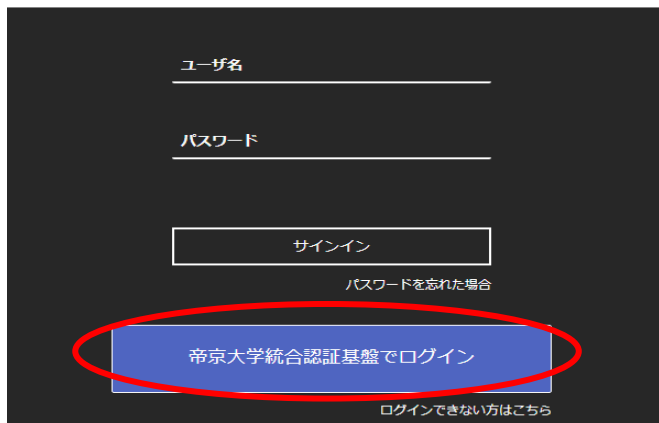 ユーザ名
パスワード
サインイン
パスワードを忘れた場合
帝京大学統合認証基盤でログイン
ログインできない方はこちら